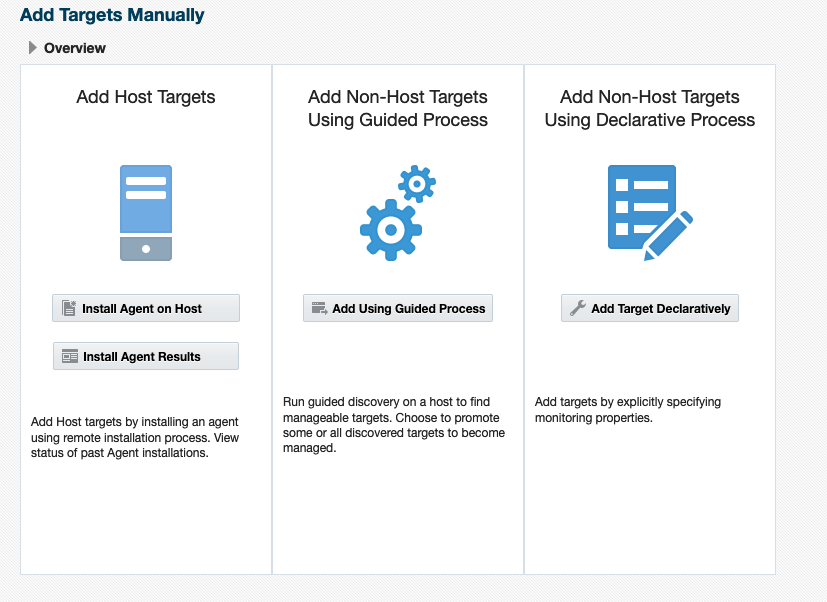 Add Targets Manually
Overview
Add Host Targets
Install Agent on Host
Install Agent Results
Add Host targets by installing an agent
using remote installation process. View
status of past Agent installations.
Add Non-Host Targets
Using Guided Process
Add Using Guided Process
Run guided discovery on a host to find
manageable targets. Choose to promote
some or all discovered targets to become
managed.
Add Non-Host Targets
Using Declarative Process
Add Target Declaratively
Add targets by explicitly specifying
monitoring properties.